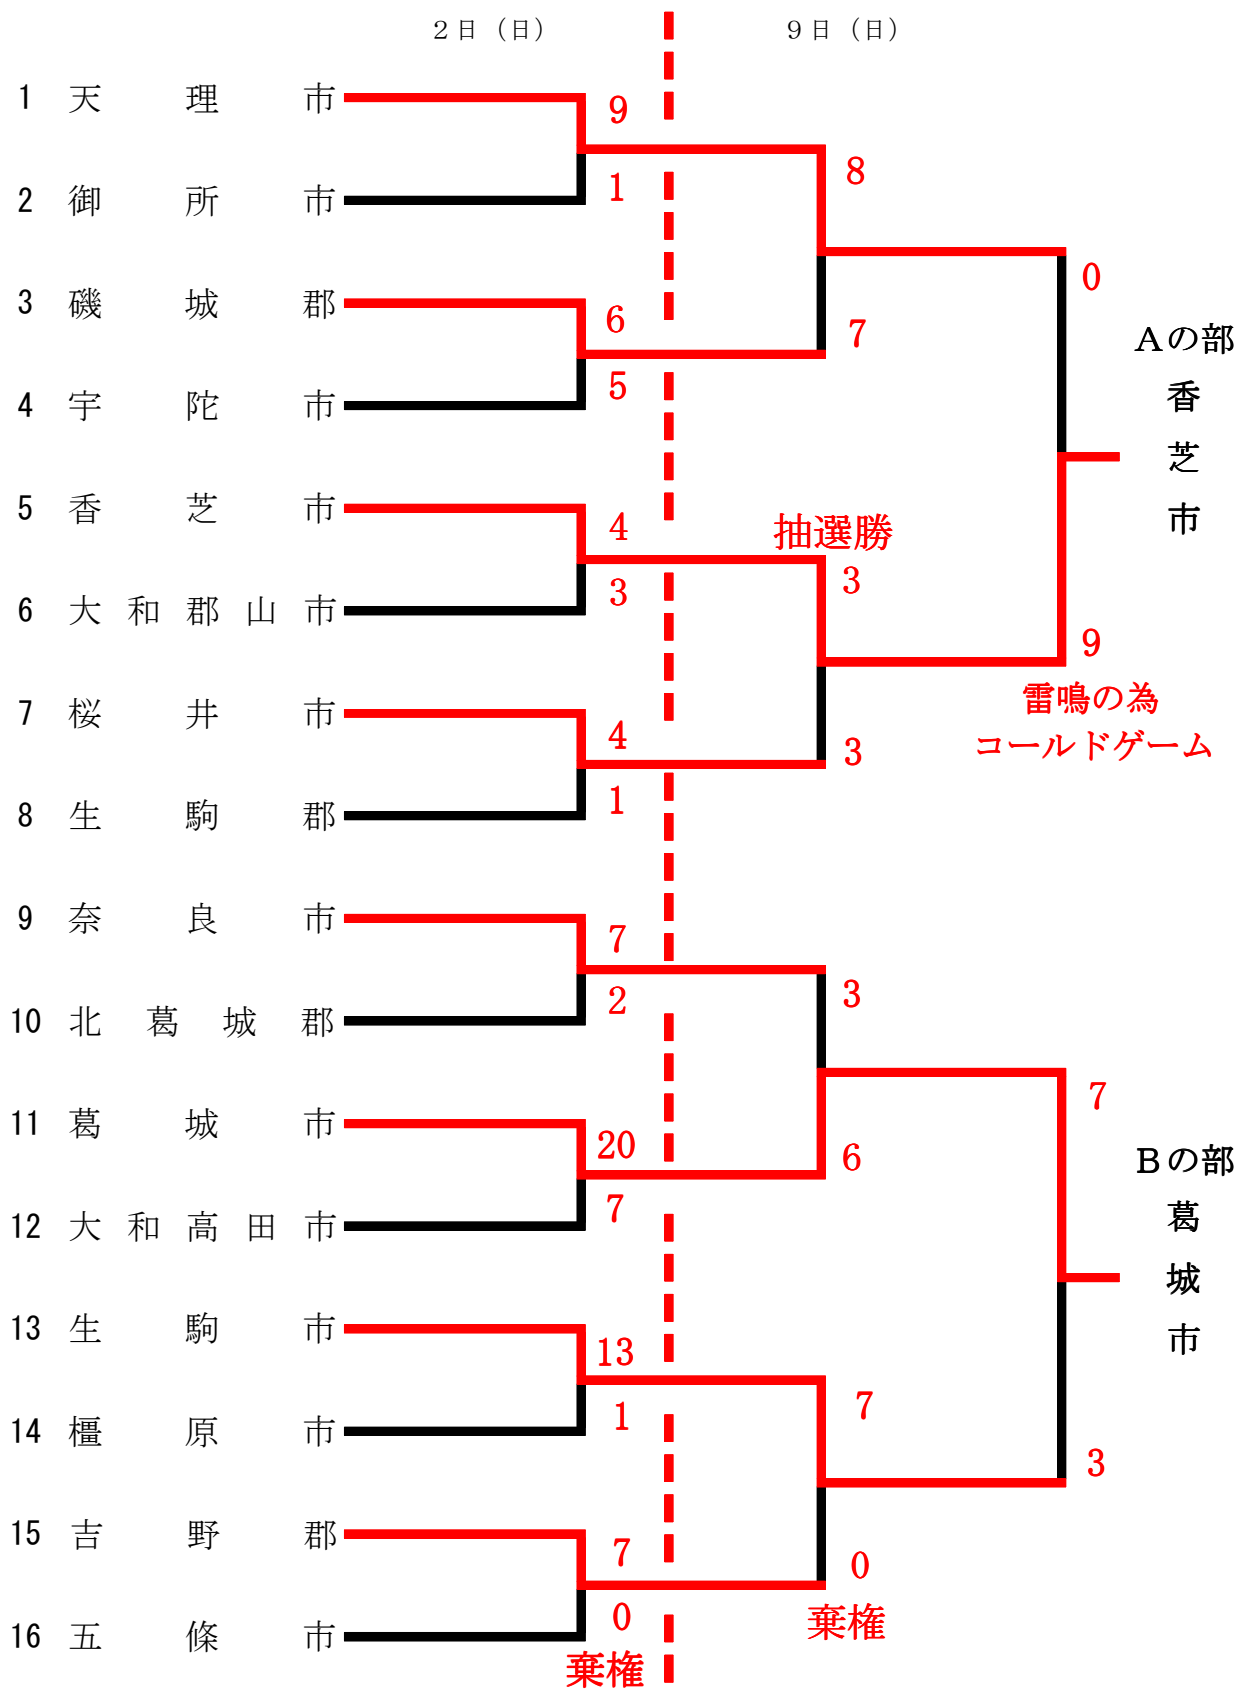 2日（日）
9日（日）
1 天理市
9
1
2 御所市
8
0
3 磯城郡
6
5
7
4 宇陀市
Aの部
香
芝
市
5 香芝市
4
3
抽選勝
3
6 大和郡山市
9
雷鳴の為
コールドゲーム
7 桜井市
4
1
3
8 生駒郡
9 奈良市
7
2
3
10 北葛城郡
7
11 葛城市
20
7
6
12 大和高田市
Bの部
葛
城
市
13 生駒市
13
1
7
14 橿原市
3
15 吉野郡
7
0
棄権
0
棄権
16 五條市